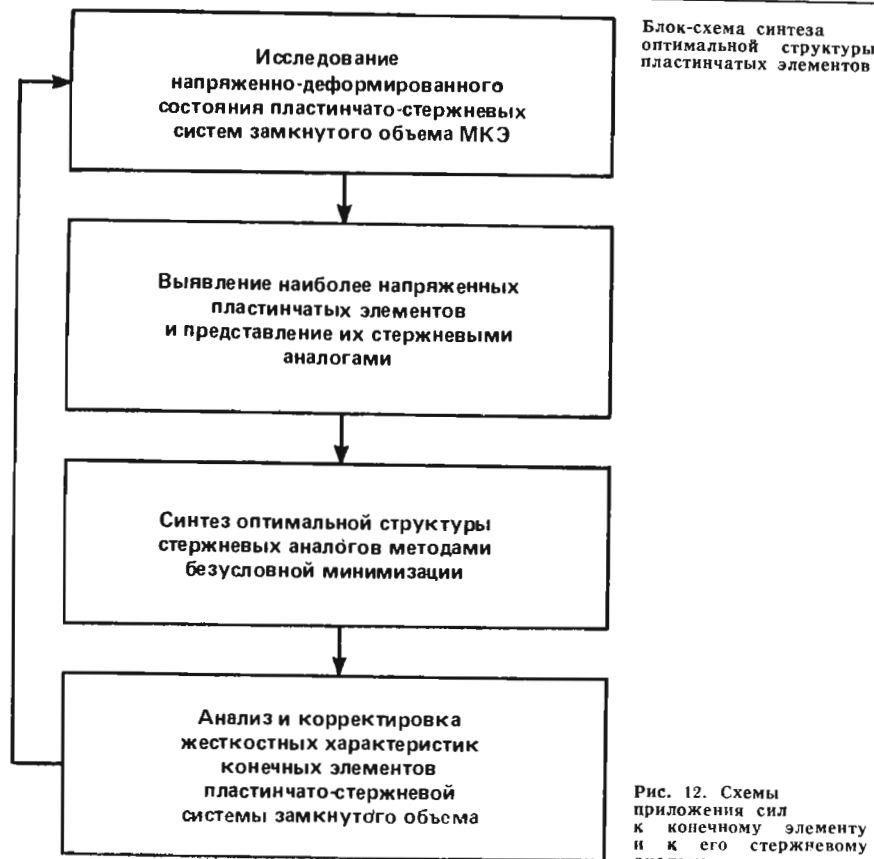 Блок-схема синтеза
оптимальной структуры
пластинчатых элементов
Исследование
напряженно-деформированного
состояния пластинчато-стержневых
систем замкнутого объема МКЭ
Выявление наиболее напряженных
пластинчатых элементов
и представление их стержневыми
аналогами
Синтез оптимальной структуры
стержневых аналогов методами
безусловной минимизации
Анализ и корректировка
жесткостных характеристик
конечных элементов
пластинчато-стержневой
системы замкнутого объема
Рис. 12. Схемы
приложения сил
к конечному элементу
и к его стержневому